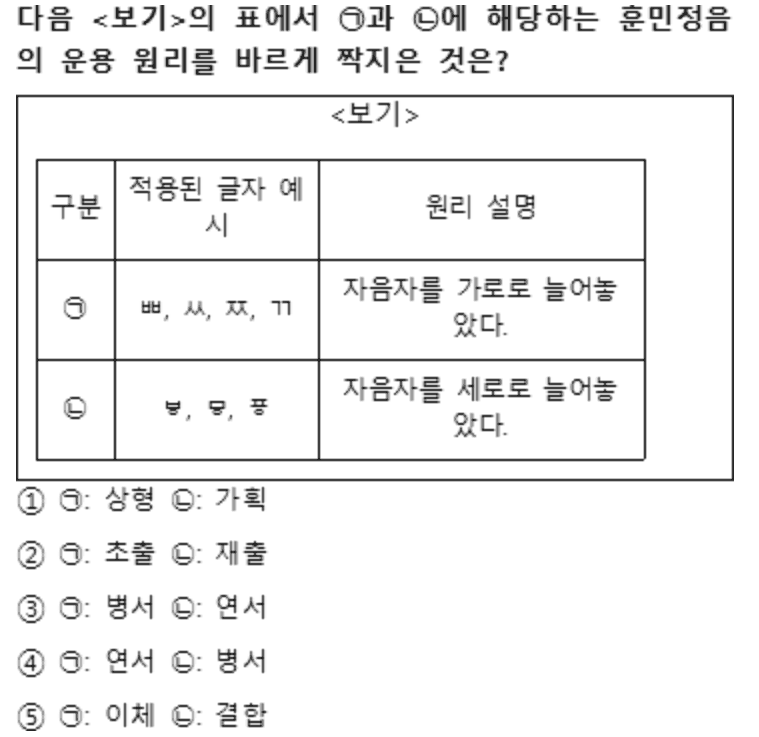 다음 <보기>의 표에서 ㉠과 ㉡에 해당하는 훈민정음
의 운용 원리를 바르게 짝지은 것은?
<보기>
구분 적용된 글자 예시 원리 설명
㉠ ㅃ, ㅆ, ㅉ, ㄲ 자음자를 가로로 늘어놓았다.
㉡ ㅸ, ㅱ, ㆄ 자음자를 세로로 늘어놓았다.
① ㉠: 상형 ㉡: 가획
② ㉠: 초출 ㉡: 재출
③ ㉠: 병서 ㉡: 연서
④ ㉠: 연서 ㉡: 병서
⑤ ㉠: 이체 ㉡: 결합